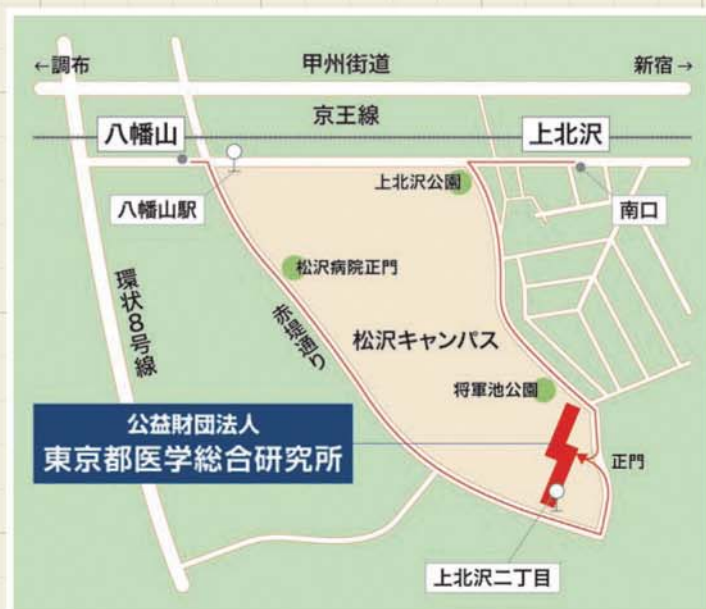 ←調布
甲州街道
新宿→
京王線
八幡山
上北沢
上北沢公園
八幡山駅
南口
松沢病院正門
環状8号線
赤堤通り
松沢キャンパス
将軍池公園
公益財団法人
東京都医学総合研究所
正門
上北沢二丁目